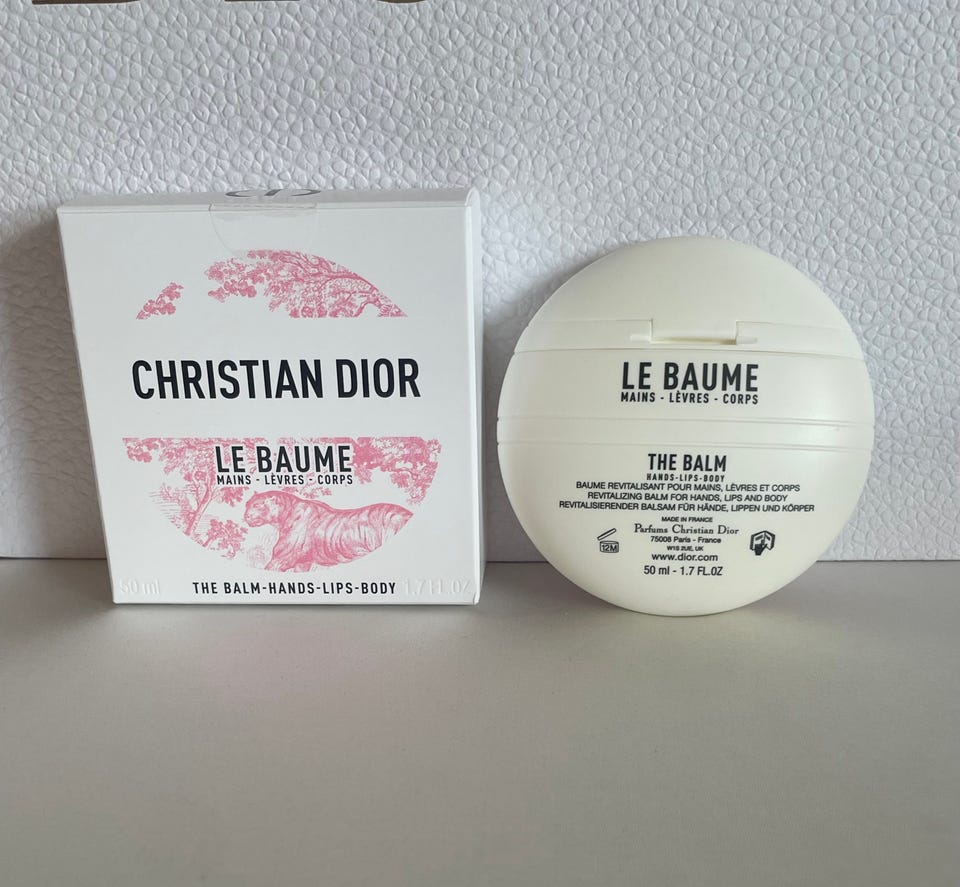 CHRISTIAN DIOR
LE BAUME
MAINS - LÈVRES - CORPS
50 ml THE BALM-HANDS-LIPS-BODY 1.7 FL.OZ
LE BAUME
MAINS - LÈVRES - CORPS
THE BALM
HANDS-LIPS-BODY
BAUME REVITALISANT POUR MAINS, LÈVRES ET CORPS
REVITALIZING BALM FOR HANDS, LIPS AND BODY
REVITALISIERENDER BALSAM FÜR HÄNDE, LIPPEN UND KÖRPER
MADE IN FRANCE
Parfums Christian Dior
75008 Paris - France
W1S 2UE, UK
12M
www.dior.com
50 ml - 1.7 FL.OZ